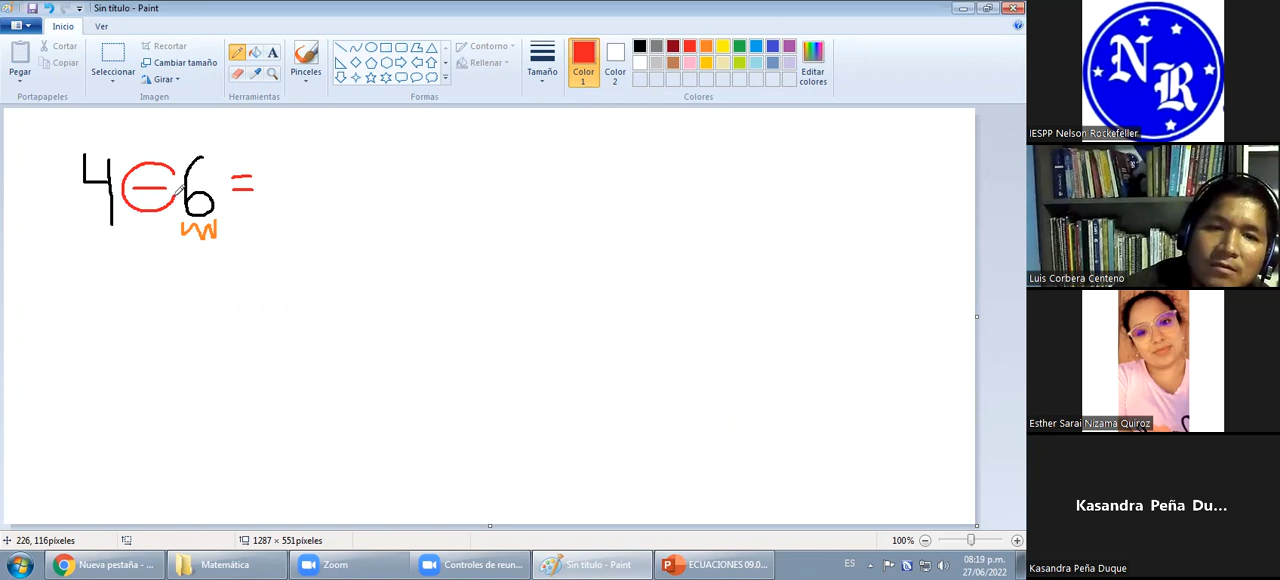 Sin título - Paint
Inicio
Ver
Pegar
Cortar
Copiar
Portapapeles
Seleccionar
Recortar
Cambiar tamaño
Girar
Imagen
A
Herramientas
Pinceles
Contorno
Rellenar
Formas
Tamaño
Color 1
Color 2
Editar colores
Colores
4 - 6 =
226, 116píxeles
1287 × 551píxeles
100%
Nueva pestaña - ...
Matemática
Zoom
Controles de reun...
Sin título - Paint
ECUACIONES 09.0...
ES
08:19 p.m.
27/06/2022
NR
IESPP Nelson Rockefeller
Luis Corbera Centeno
Esther Sarai Nizama Quiroz
Kasandra Peña Du...
Kasandra Peña Duque